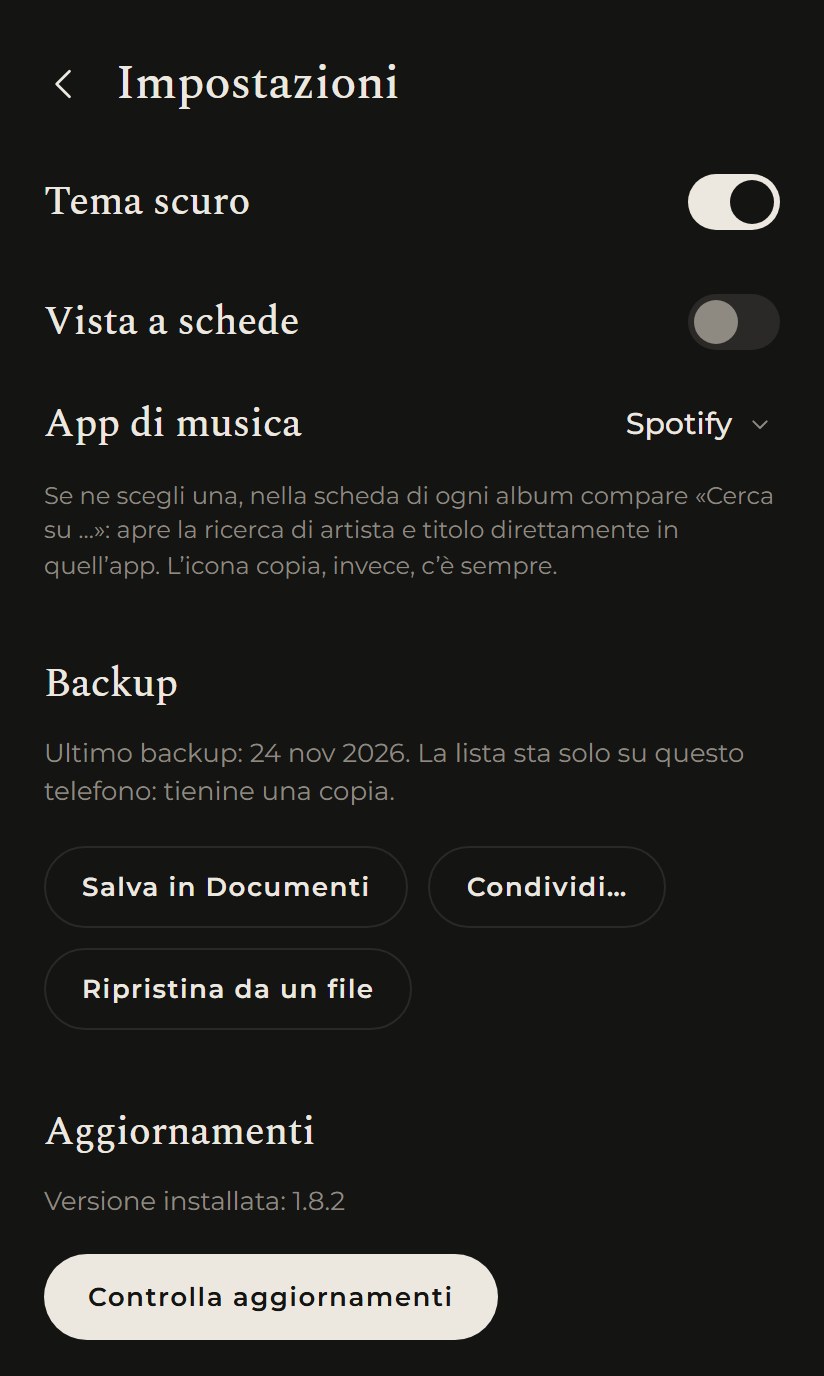 Impostazioni
Tema scuro
Vista a schede
App di musica
Spotify
Se ne scegli una, nella scheda di ogni album compare «Cerca
su ...»: apre la ricerca di artista e titolo direttamente in
quell’app. L’icona copia, invece, c’è sempre.
Backup
Ultimo backup: 24 nov 2026. La lista sta solo su questo
telefono: tienine una copia.
Salva in Documenti
Condividi...
Ripristina da un file
Aggiornamenti
Versione installata: 1.8.2
Controlla aggiornamenti